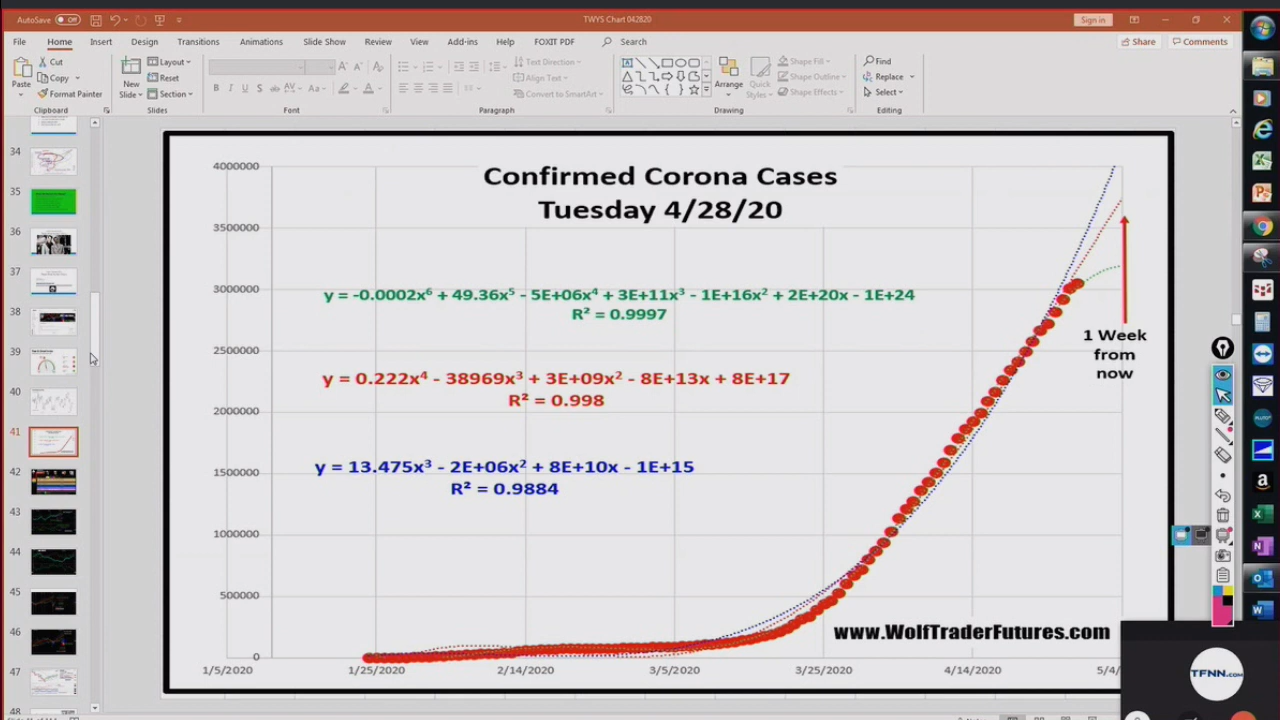 AutoSave Off
TWYS Chart 042820
Sign in
File Home Insert Design Transitions Animations Slide Show Review View Add-ins Help FOXIT PDF Search
Share Comments
Paste
Cut
Copy
Format Painter
New
Slide
Layout
Reset
Section
Text Direction
Align Text
Convert to SmartArt
Arrange
Quick
Styles
Shape Fill
Shape Outline
Shape Effects
Find
Replace
Select
Clipboard Slides Font Paragraph Drawing Editing
34
35
36
37
38
39
40
41
42
43
44
45
46
47
48
Confirmed Corona Cases
Tuesday 4/28/20
4000000
3500000
3000000
2500000
2000000
1500000
1000000
500000
0
y = -0.0002x⁶ + 49.36x⁵ - 5E+06x⁴ + 3E+11x³ - 1E+16x² + 2E+20x - 1E+24
R² = 0.9997
y = 0.222x⁴ - 38969x³ + 3E+09x² - 8E+13x + 8E+17
R² = 0.998
y = 13.475x³ - 2E+06x² + 8E+10x - 1E+15
R² = 0.9884
1 Week
from
now
www.WolfTraderFutures.com
1/5/2020 1/25/2020 2/14/2020 3/5/2020 3/25/2020 4/14/2020 5/4/
TFNN.COM